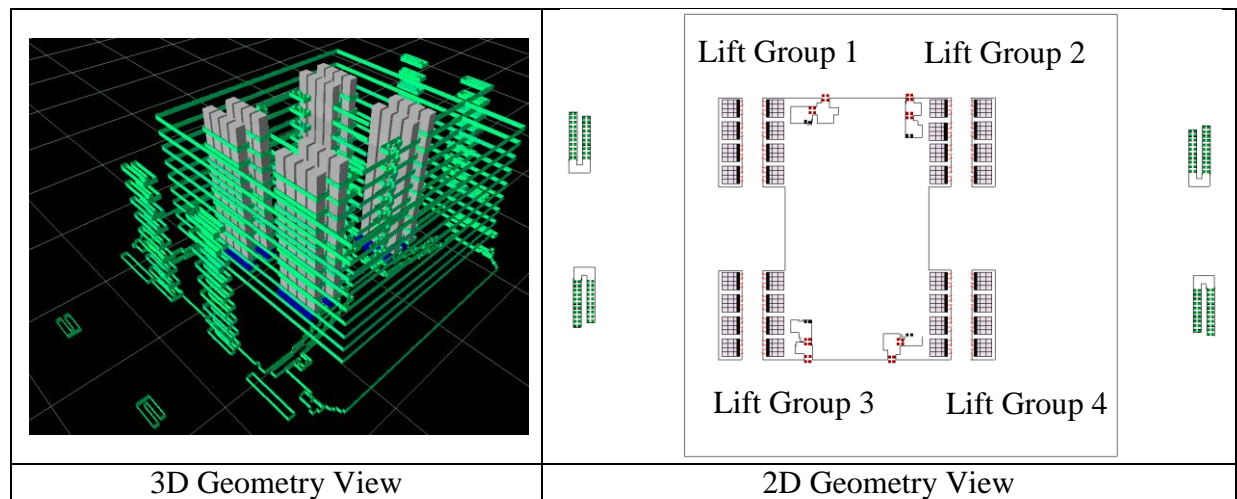 Lift Group 1
Lift Group 2
Lift Group 3
Lift Group 4
3D Geometry View
2D Geometry View